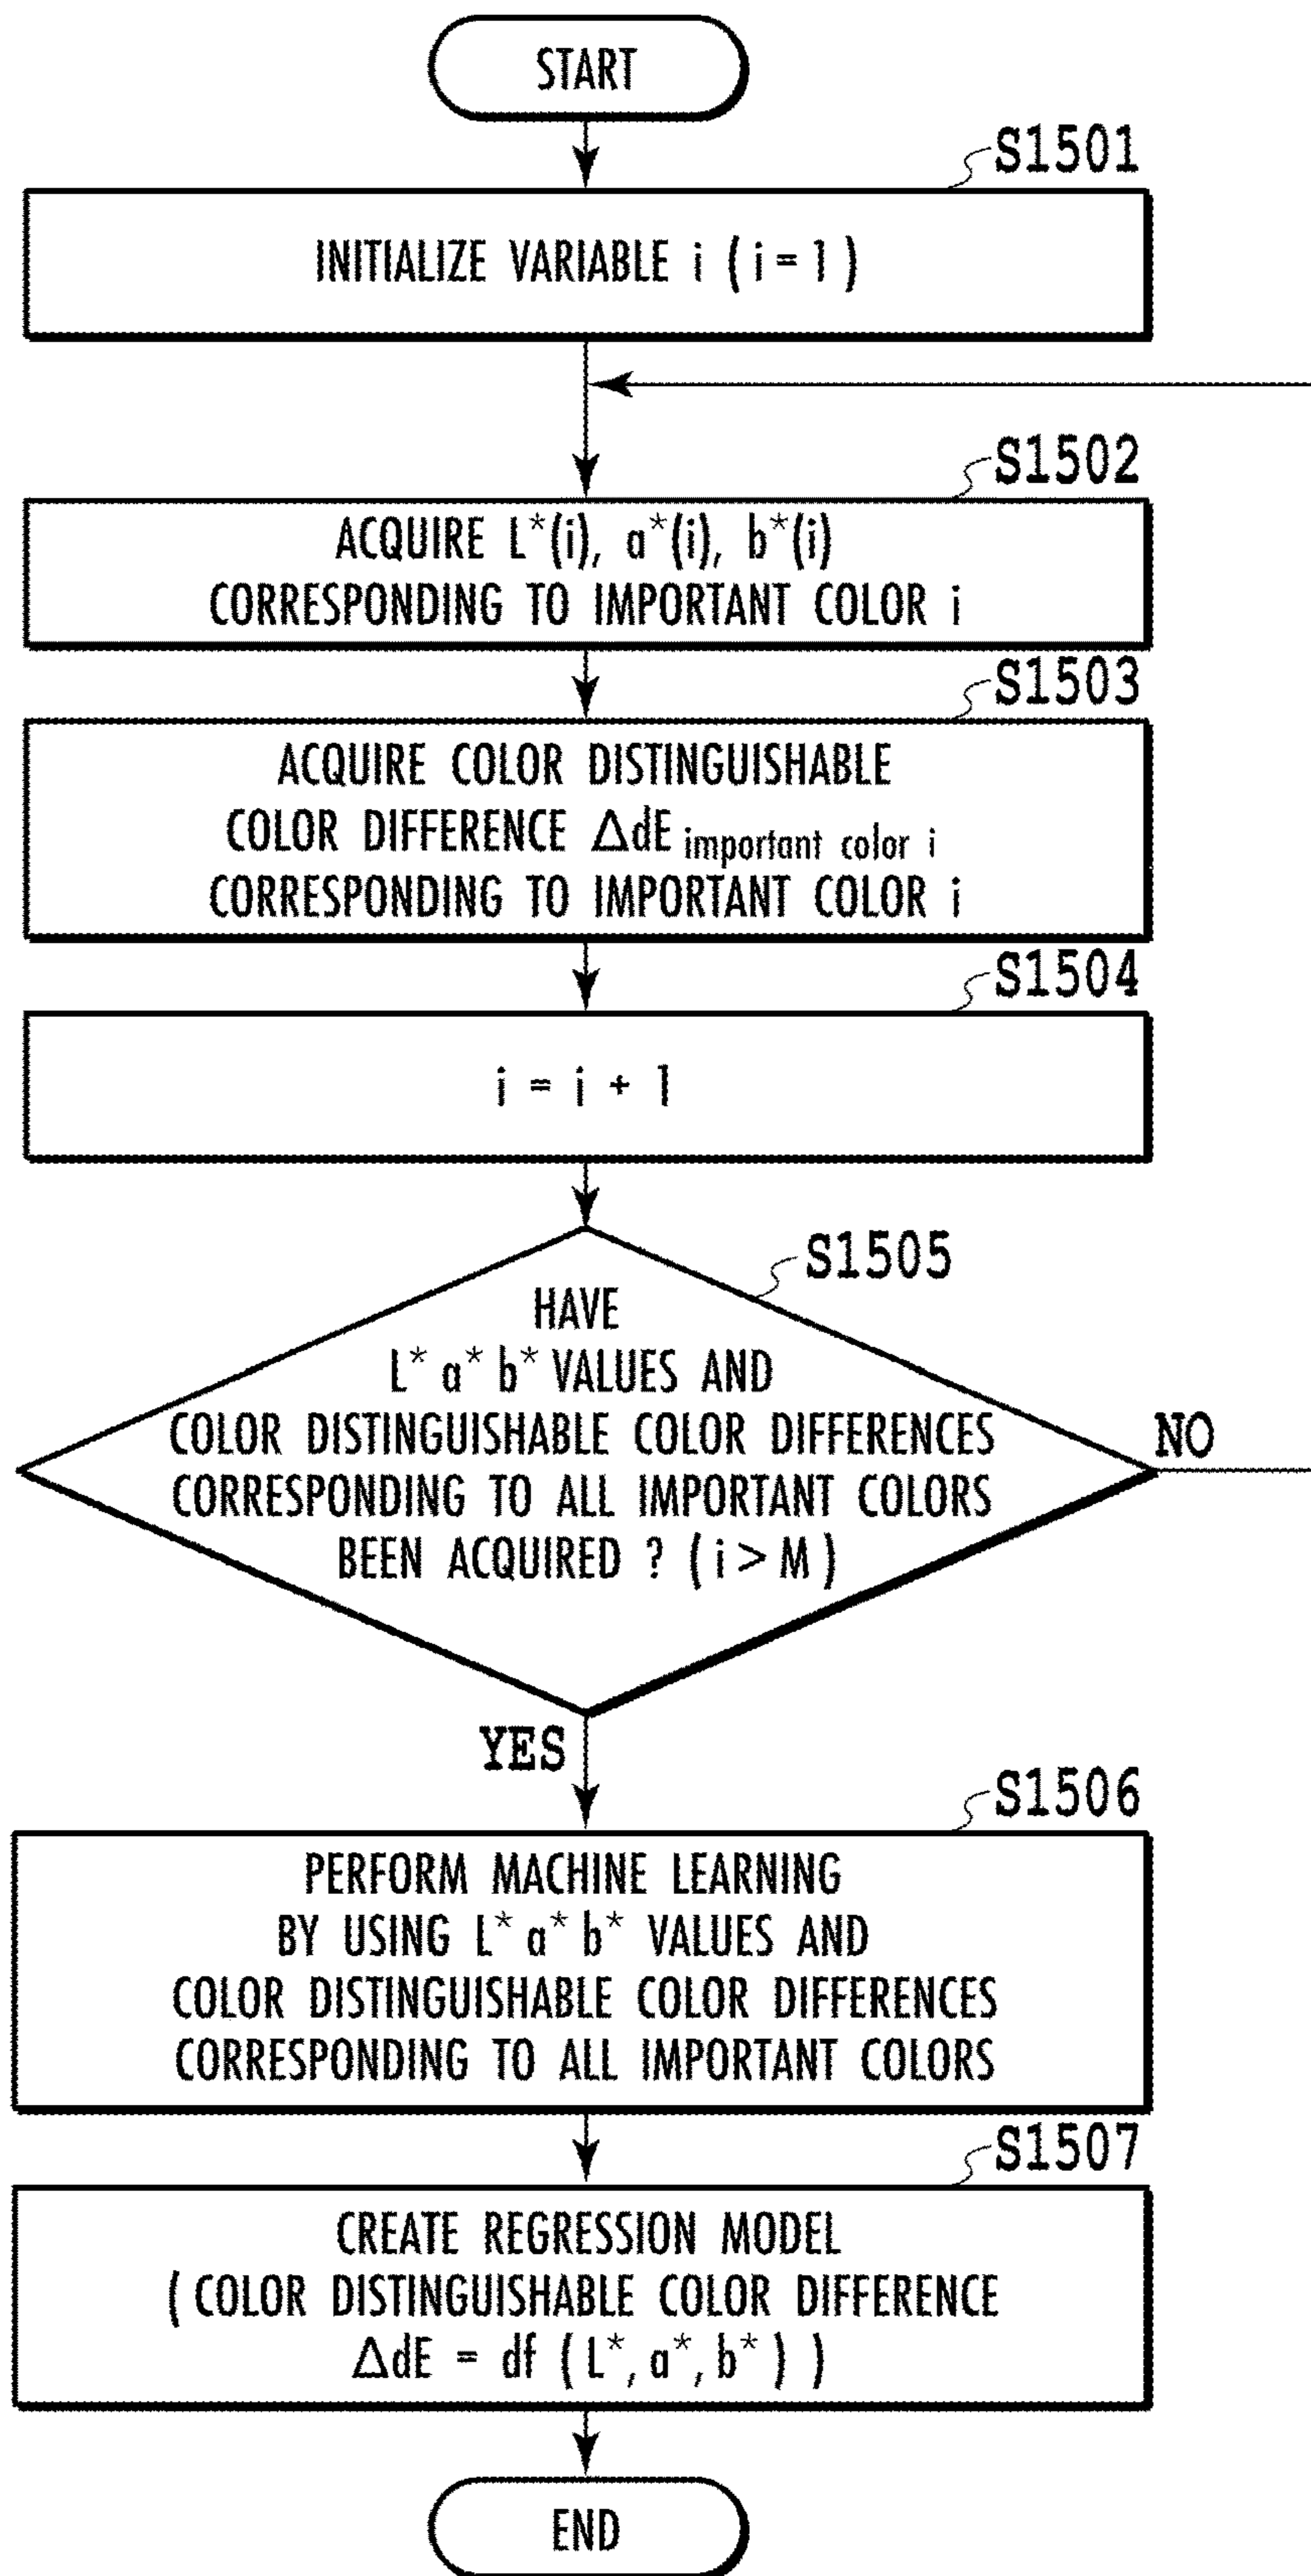 START
S1501
INITIALIZE VARIABLE i ( i = 1 )
S1502
ACQUIRE L*(i), a*(i), b*(i)
CORRESPONDING TO IMPORTANT COLOR i
S1503
ACQUIRE COLOR DISTINGUISHABLE
COLOR DIFFERENCE ΔdE important color i
CORRESPONDING TO IMPORTANT COLOR i
S1504
i = i + 1
S1505
HAVE
L* a* b* VALUES AND
COLOR DISTINGUISHABLE COLOR DIFFERENCES
CORRESPONDING TO ALL IMPORTANT COLORS
BEEN ACQUIRED ? ( i > M )
NO
YES
S1506
PERFORM MACHINE LEARNING
BY USING L* a* b* VALUES AND
COLOR DISTINGUISHABLE COLOR DIFFERENCES
CORRESPONDING TO ALL IMPORTANT COLORS
S1507
CREATE REGRESSION MODEL
( COLOR DISTINGUISHABLE COLOR DIFFERENCE
ΔdE = df ( L*, a*, b* ) )
END